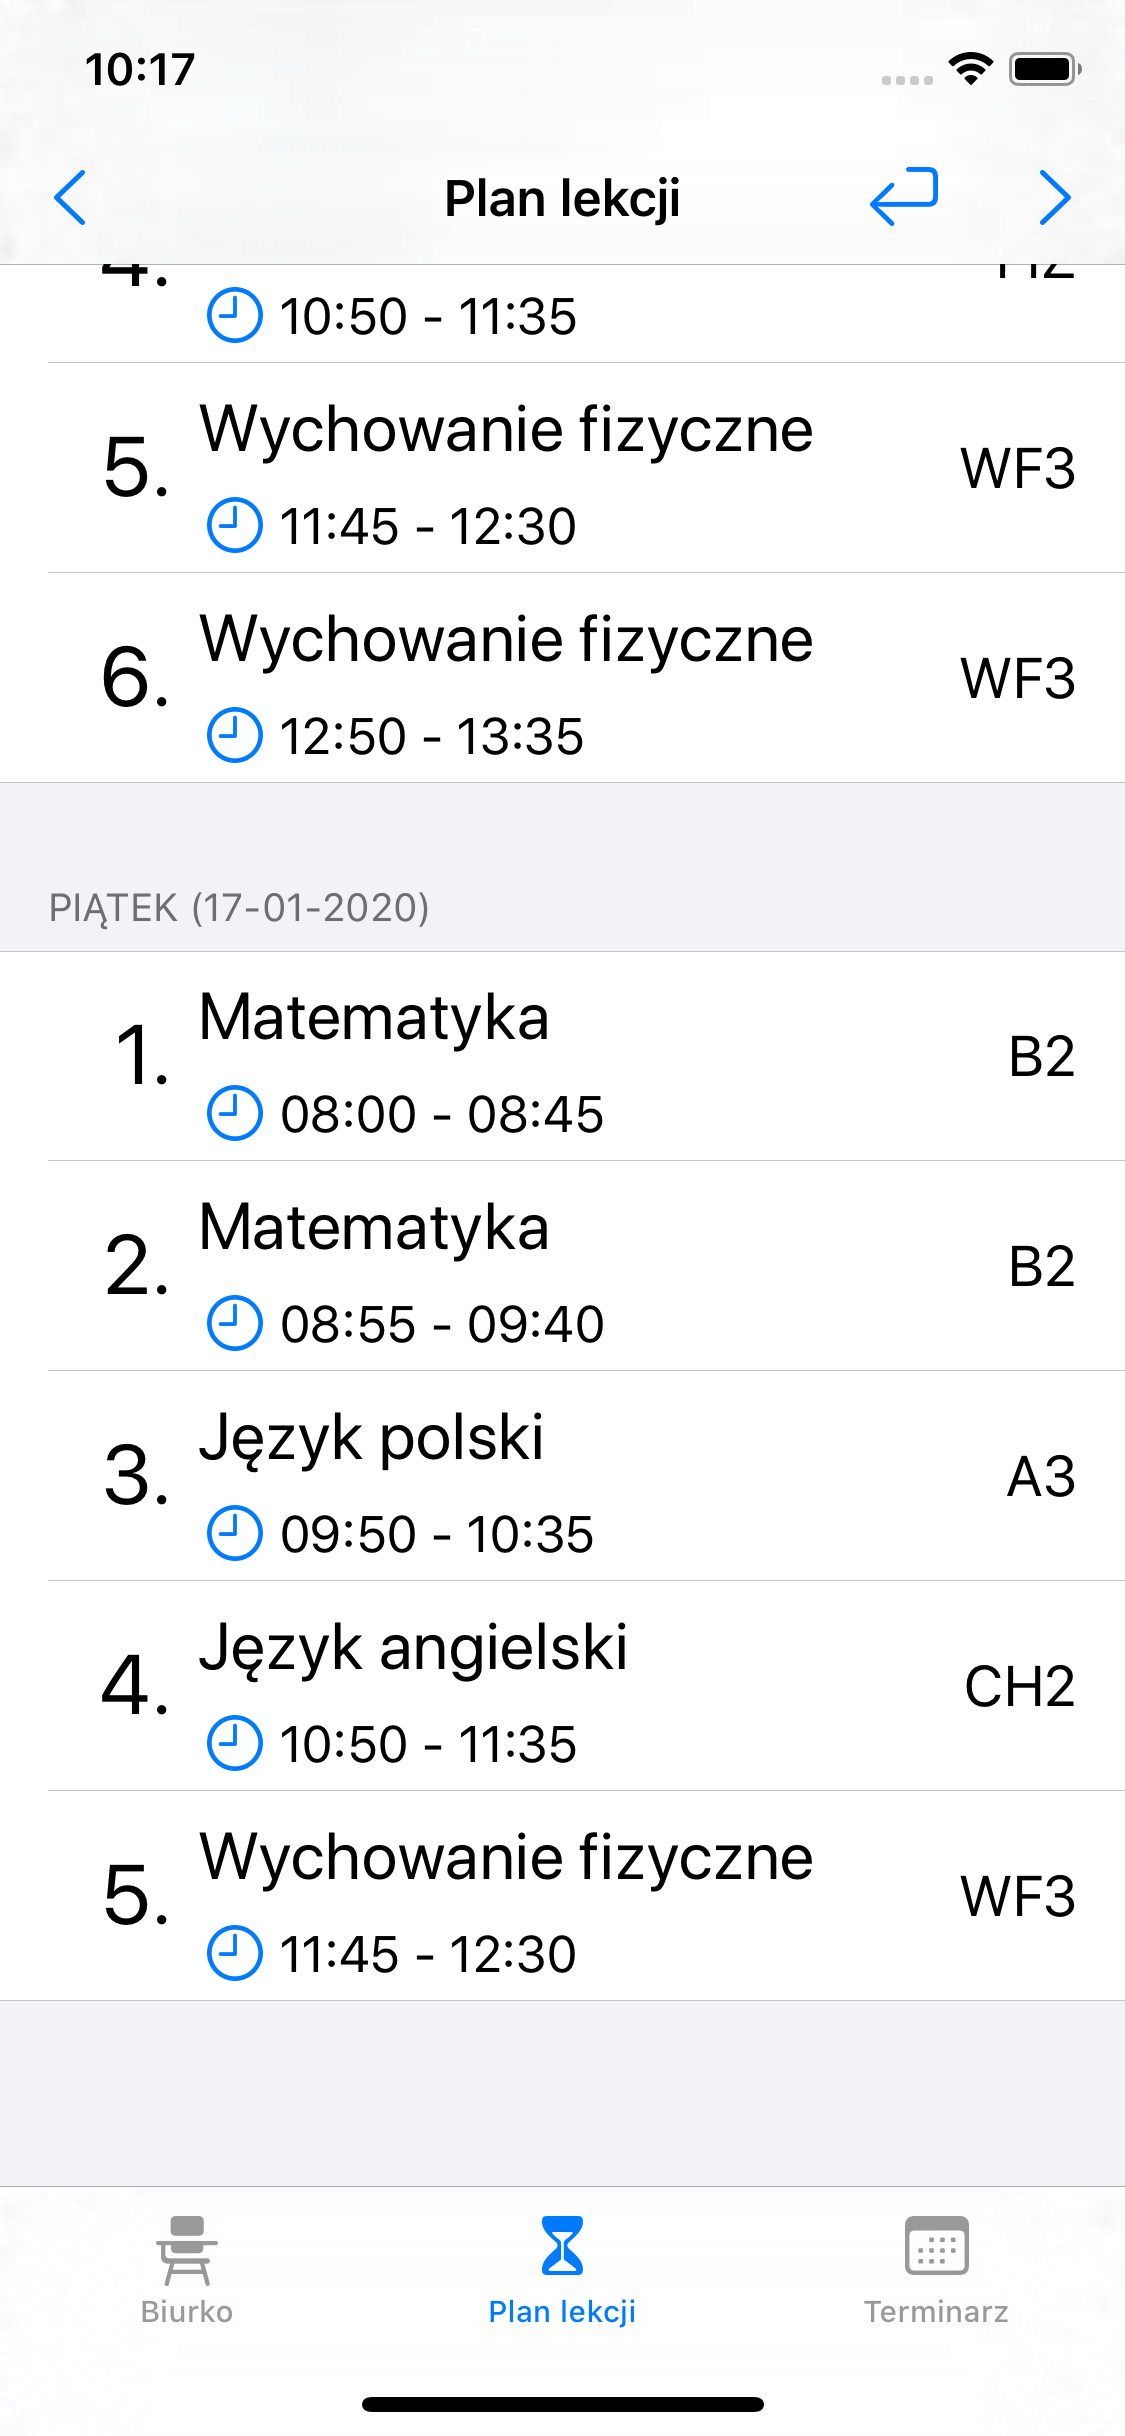 10:17
Plan lekcji
4.
10:50 - 11:35
5.
Wychowanie fizyczne
WF3
11:45 - 12:30
6.
Wychowanie fizyczne
WF3
12:50 - 13:35
PIĄTEK (17-01-2020)
1.
Matematyka
B2
08:00 - 08:45
2.
Matematyka
B2
08:55 - 09:40
3.
Język polski
A3
09:50 - 10:35
4.
Język angielski
CH2
10:50 - 11:35
5.
Wychowanie fizyczne
WF3
11:45 - 12:30
Biurko
Plan lekcji
Terminarz